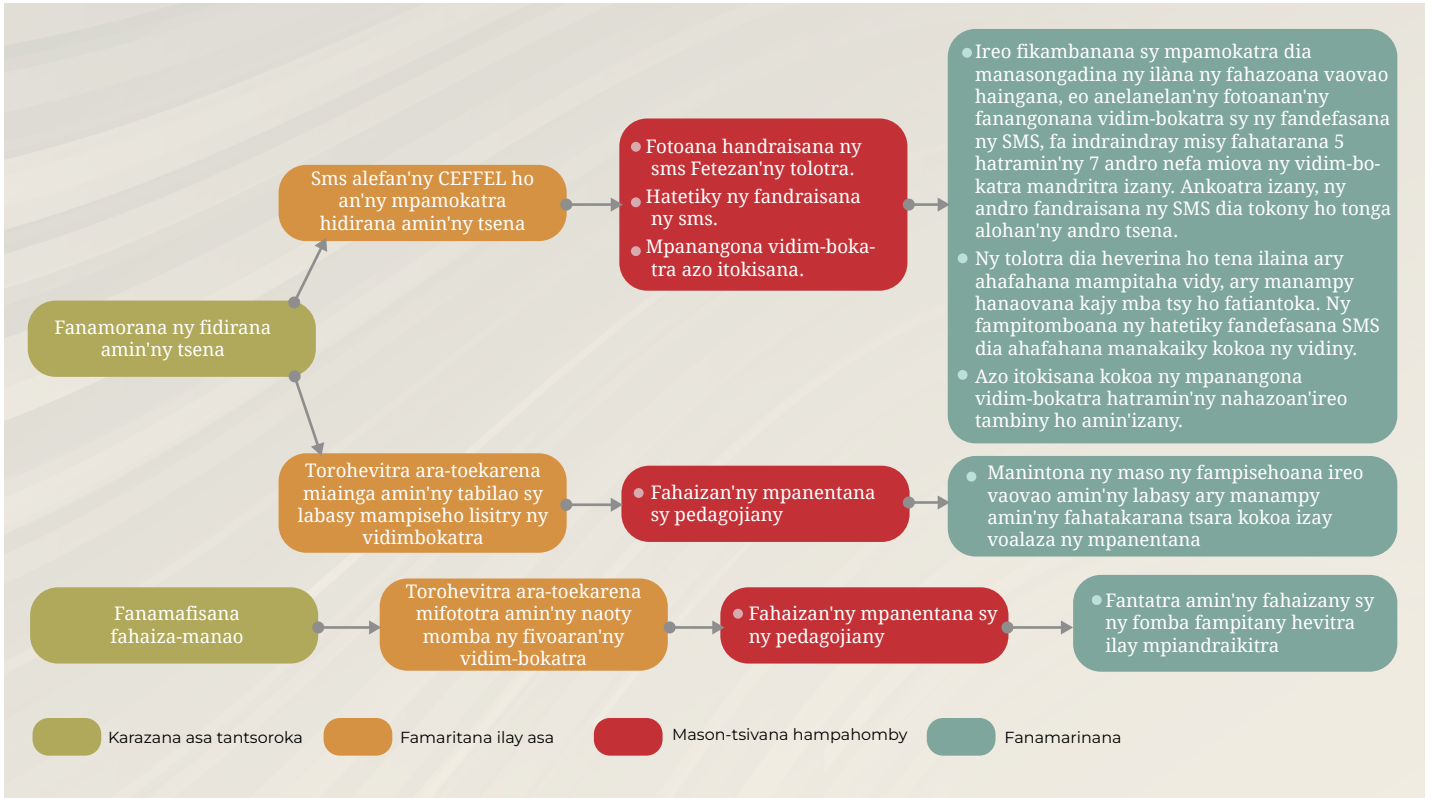 Fanamorana ny fidirana
amin'ny tsena
Sms alefan'ny CEFFEL ho
an'ny mpamokatra
hidirana amin'ny tsena
Fotoana handraisana ny
sms Fetezan'ny tolotra.
Hatetiky ny fandraisana
ny sms.
Mpanangona vidim-boka-
tra azo itokisana.
Ireo fikambanana sy mpamokatra dia
manasongadina ny ilàna ny fahazoana vaovao
haingana, eo anelanelan'ny fotoanan'ny
fanangonana vidim-bokatra sy ny fandefasana
ny SMS, fa indraindray misy fahatarana 5
hatramin'ny 7 andro nefa miova ny vidim-bo-
katra mandritra izany. Ankoatra izany, ny
andro fandraisana ny SMS dia tokony ho tonga
alohan'ny andro tsena.
Ny tolotra dia heverina ho tena ilaina ary
ahafahana mampitaha vidy, ary manampy
hanaovana kajy mba tsy ho fatiantoka. Ny
fampitomboana ny hatetiky fandefasana SMS
dia ahafahana manakaiky kokoa ny vidiny.
Azo itokisana kokoa ny mpanangona
vidim-bokatra hatramin'ny nahazoan'ireo
tambiny ho amin'izany.
Torohevitra ara-toekarena
miainga amin'ny tabilao sy
labasy mampiseho lisitry ny
vidimbokatra
Fahaizan'ny mpanentana
sy pedagojiany
Manintona ny maso ny fampisehoana ireo
vaovao amin'ny labasy ary manampy
amin'ny fahatakarana tsara kokoa izay
voalaza ny mpanentana
Fanamafisana
fahaiza-manao
Torohevitra ara-toekarena
mifototra amin'ny naoty
momba ny fivoaran'ny
vidim-bokatra
Fahaizan'ny mpanentana sy
ny pedagojiany
Fantatra amin'ny fahaizany sy
ny fomba fampitany hevitra
ilay mpiandraikitra
Karazana asa tantsoroka
Famaritana ilay asa
Mason-tsivana hampahomby
Fanamarinana